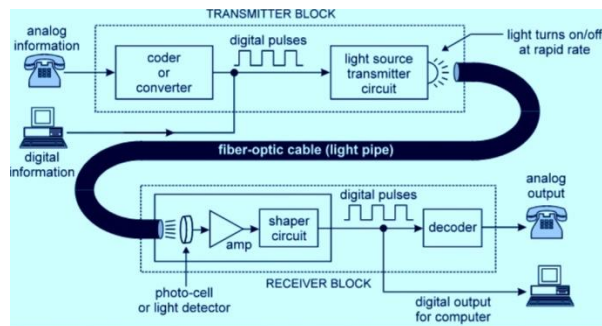 TRANSMITTER BLOCK
analog
information
coder
or
converter
digital pulses
light source
transmitter
circuit
light turns on/off
at rapid rate
digital
information
fiber-optic cable (light pipe)
analog
output
digital pulses
shaper
circuit
amp
decoder
photo-cell
or light detector
RECEIVER BLOCK
digital output
for computer